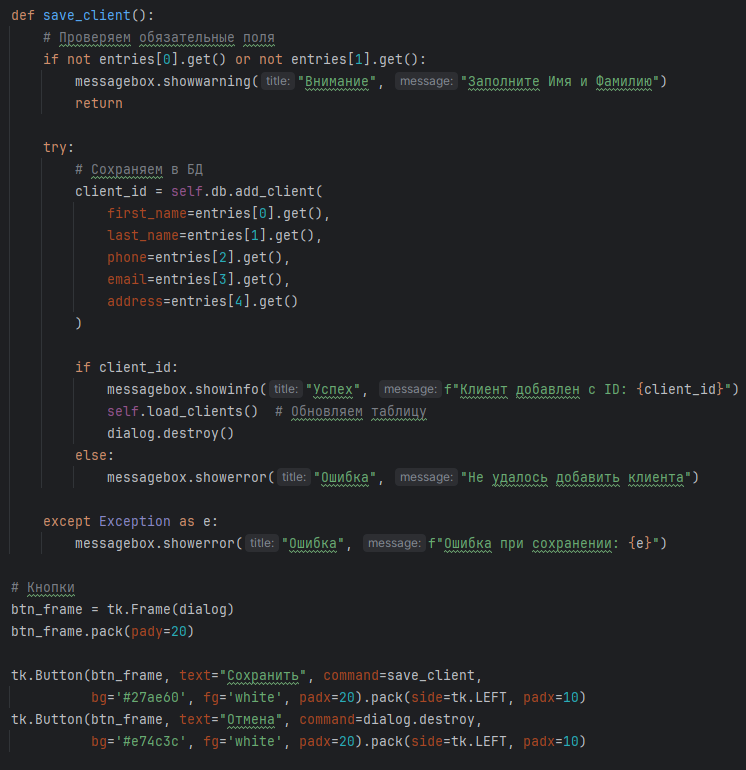 def save_client():
    # Проверяем обязательные поля
    if not entries[0].get() or not entries[1].get():
        messagebox.showwarning( title: "Внимание", message: "Заполните Имя и Фамилию")
        return

    try:
        # Сохраняем в БД
        client_id = self.db.add_client(
            first_name=entries[0].get(),
            last_name=entries[1].get(),
            phone=entries[2].get(),
            email=entries[3].get(),
            address=entries[4].get()
        )

        if client_id:
            messagebox.showinfo( title: "Успех", message: f"Клиент добавлен с ID: {client_id}")
            self.load_clients()  # Обновляем таблицу
            dialog.destroy()
        else:
            messagebox.showerror( title: "Ошибка", message: "Не удалось добавить клиента")

    except Exception as e:
        messagebox.showerror( title: "Ошибка", message: f"Ошибка при сохранении: {e}")

# Кнопки
btn_frame = tk.Frame(dialog)
btn_frame.pack(pady=20)

tk.Button(btn_frame, text="Сохранить", command=save_client,
          bg='#27ae60', fg='white', padx=20).pack(side=tk.LEFT, padx=10)
tk.Button(btn_frame, text="Отмена", command=dialog.destroy,
          bg='#e74c3c', fg='white', padx=20).pack(side=tk.LEFT, padx=10)